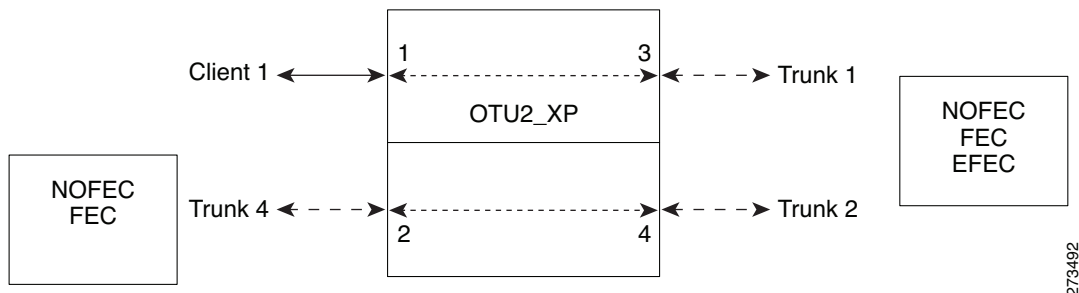 1
3
Client 1
Trunk 1
OTU2_XP
NOFEC
FEC
EFEC
NOFEC
FEC
Trunk 4
Trunk 2
2
4
273492